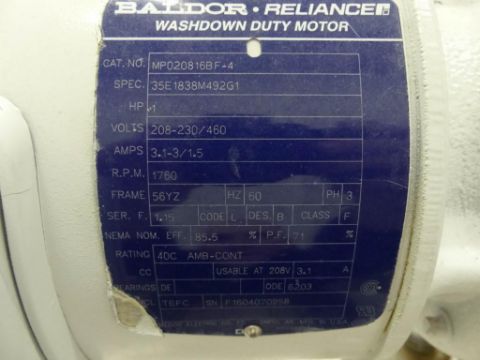 BALDOR · RELIANCE
WASHDOWN DUTY MOTOR
CAT. NO. MP020816BF-4
SPEC. 35E1838M492G1
HP 1
VOLTS 208-230/460
AMPS 3.1-3/1.5
R.P.M. 1760
FRAME 56YZ HZ 60 PH 3
SER. F. 1.15 CODE L DES. B CLASS F
NEMA NOM. EFF. 85.5 % P.F. 71 %
RATING 40C AMB-CONT
CC USABLE AT 208V 3.1 A
BEARINGS DE ODE 6203
NCL TEFC SN F1604070958